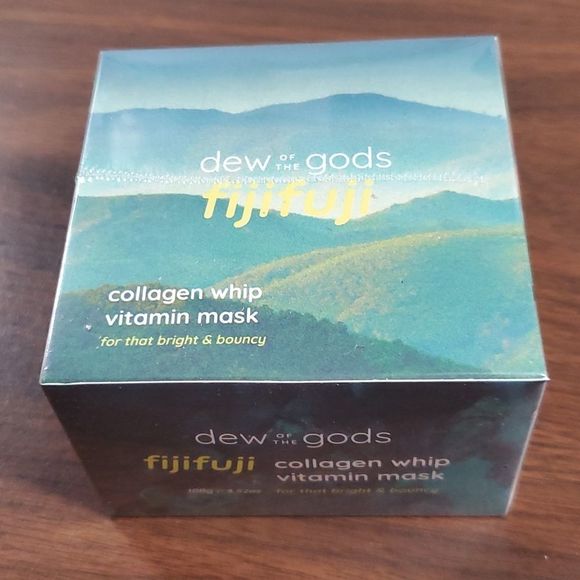 dew OF THE gods
fijifuji
collagen whip
vitamin mask
for that bright & bouncy
dew OF THE gods
fijifuji collagen whip
vitamin mask
for that bright & bouncy